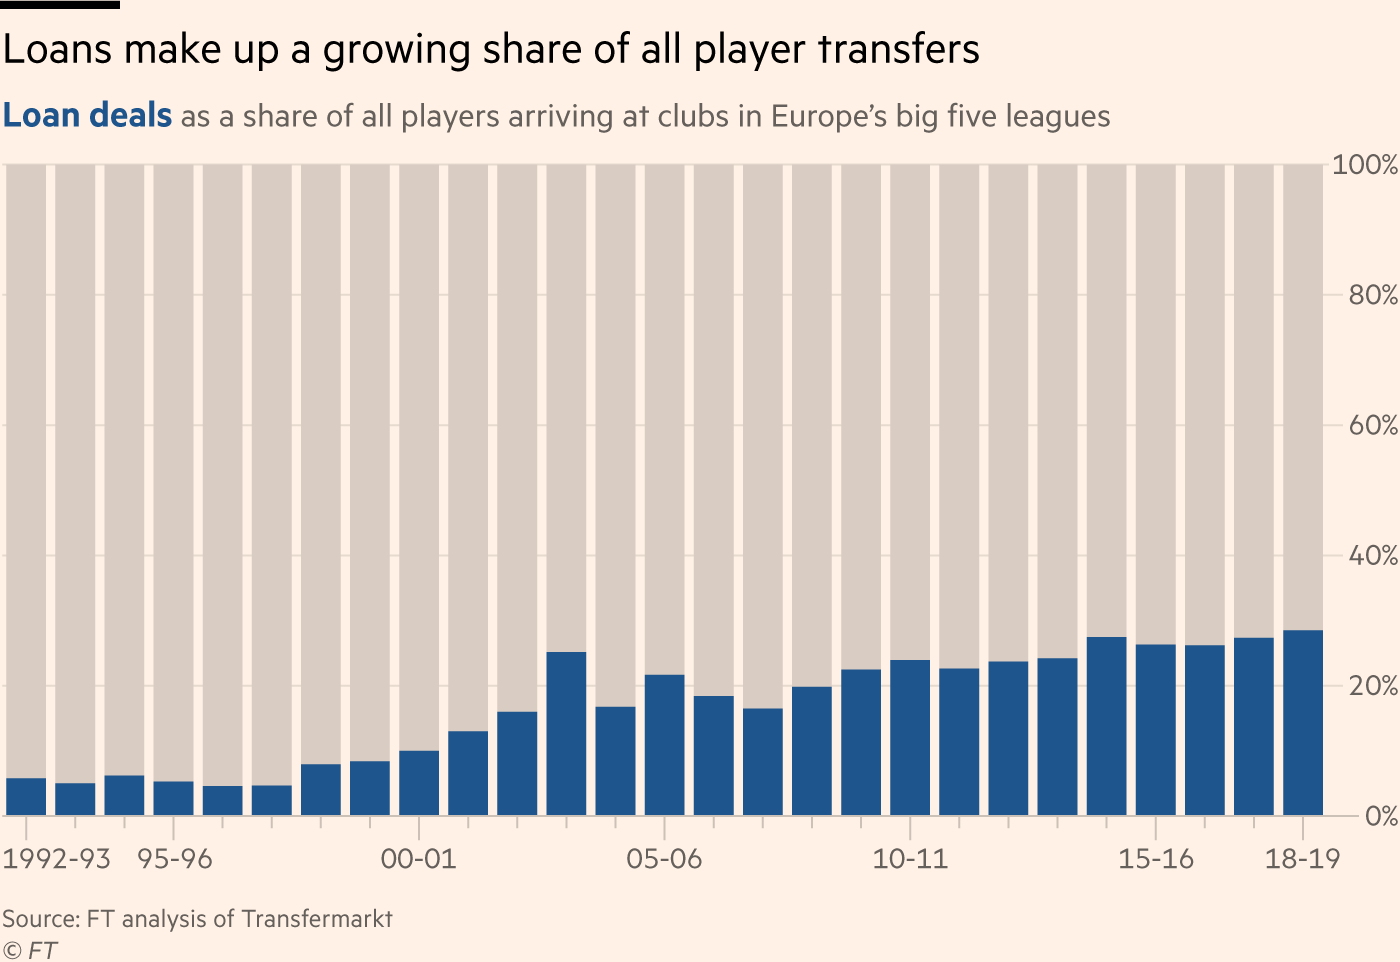 Loans make up a growing share of all player transfers
Loan deals as a share of all players arriving at clubs in Europe’s big five leagues
100%
80%
60%
40%
20%
0%
1992-93 95-96 00-01 05-06 10-11 15-16 18-19
Source: FT analysis of Transfermarkt
© FT